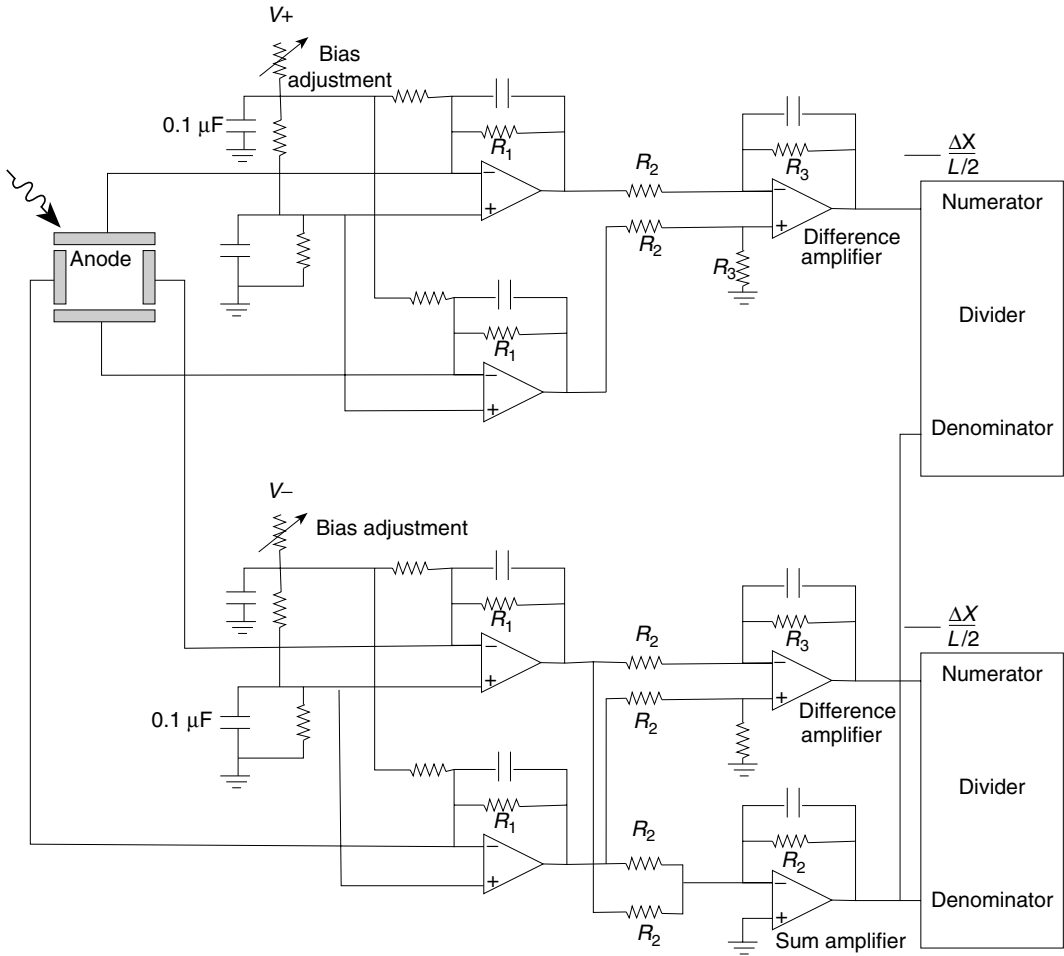 V+
Bias
adjustment
0.1 μF
R1
R2
R3
ΔX
L/2
Numerator
Anode
R2
Difference
amplifier
R3
Divider
R1
Denominator
V–
Bias adjustment
R1
R2
R3
ΔX
L/2
Numerator
0.1 μF
R2
Difference
amplifier
Divider
R1
R2
R2
Denominator
R2
Sum amplifier